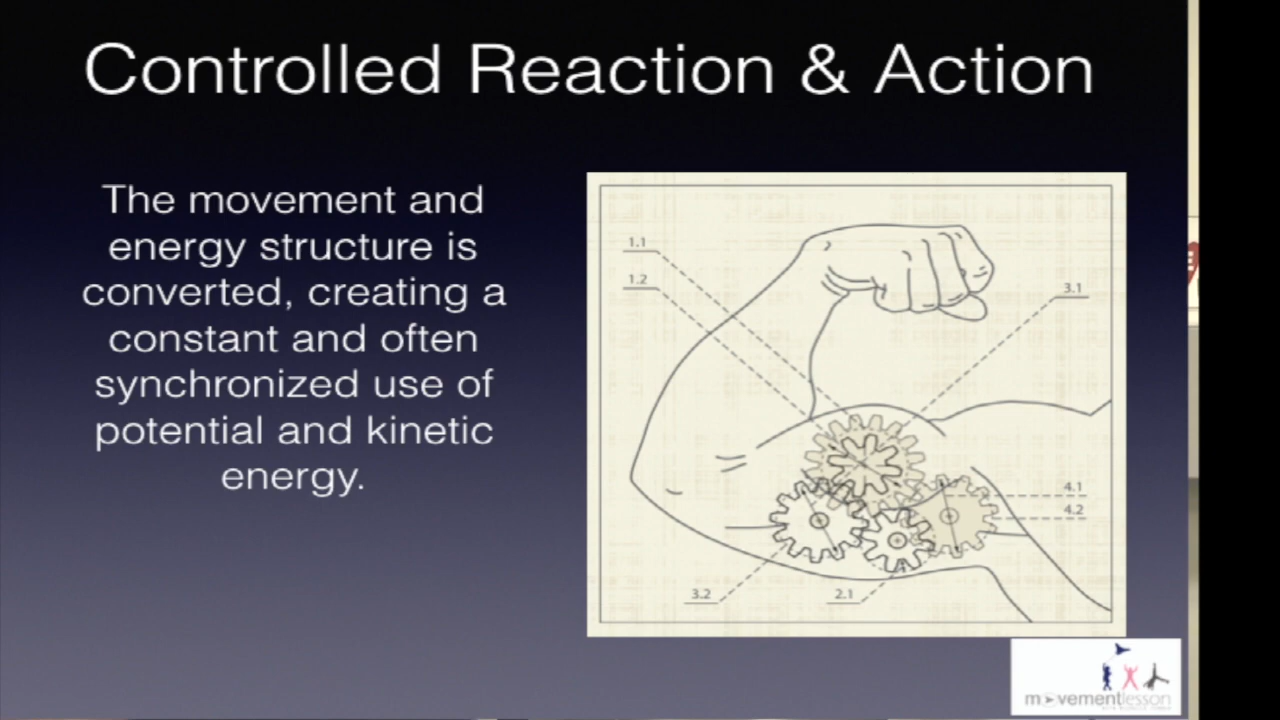 Controlled Reaction & Action
The movement and
energy structure is
converted, creating a
constant and often
synchronized use of
potential and kinetic
energy.
1.1
1.2
3.1
4.1
4.2
3.2
2.1
movementlesson